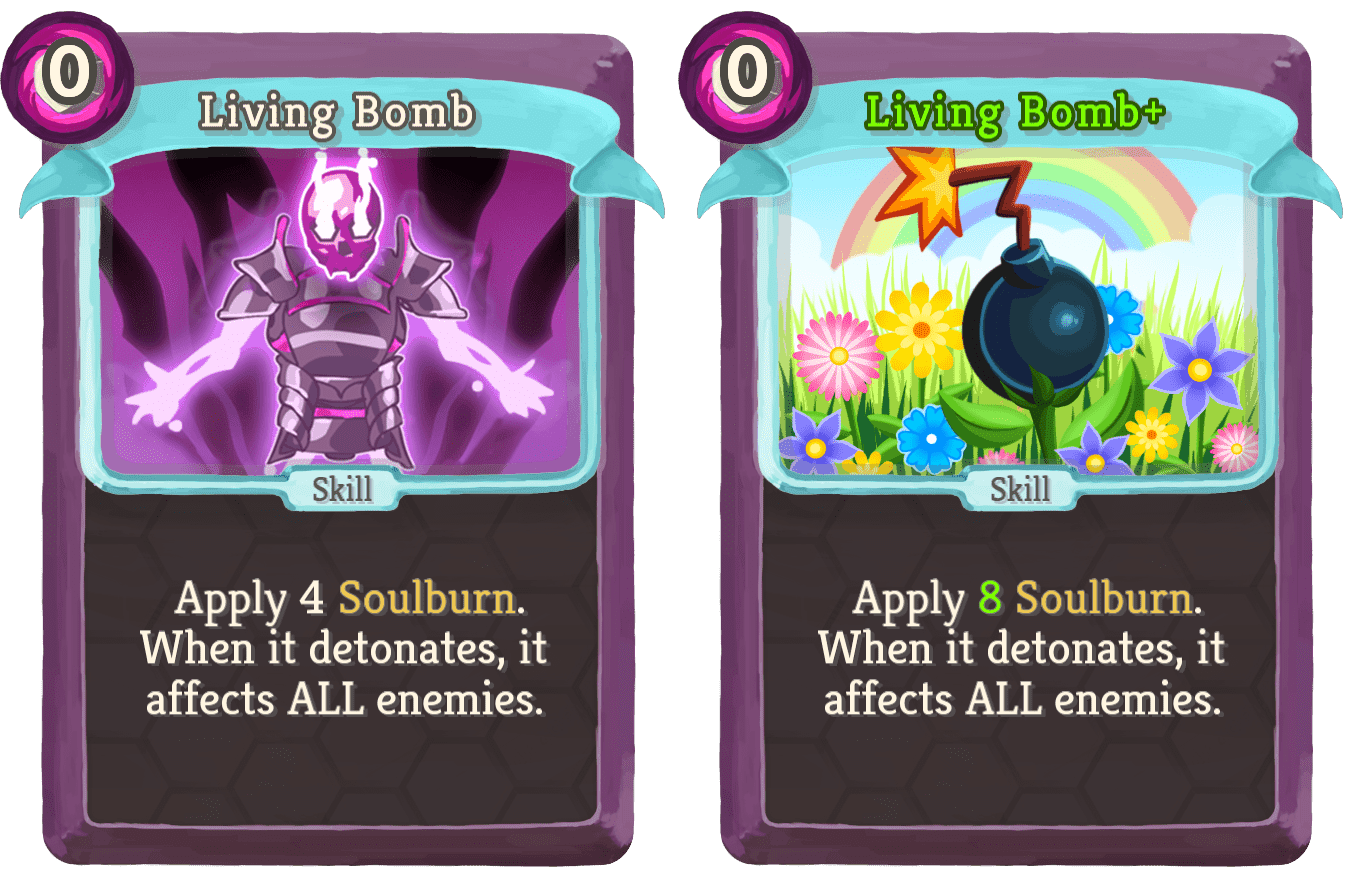 0
Living Bomb
Skill
Apply 4 Soulburn.
When it detonates, it
affects ALL enemies.
0
Living Bomb+
Skill
Apply 8 Soulburn.
When it detonates, it
affects ALL enemies.